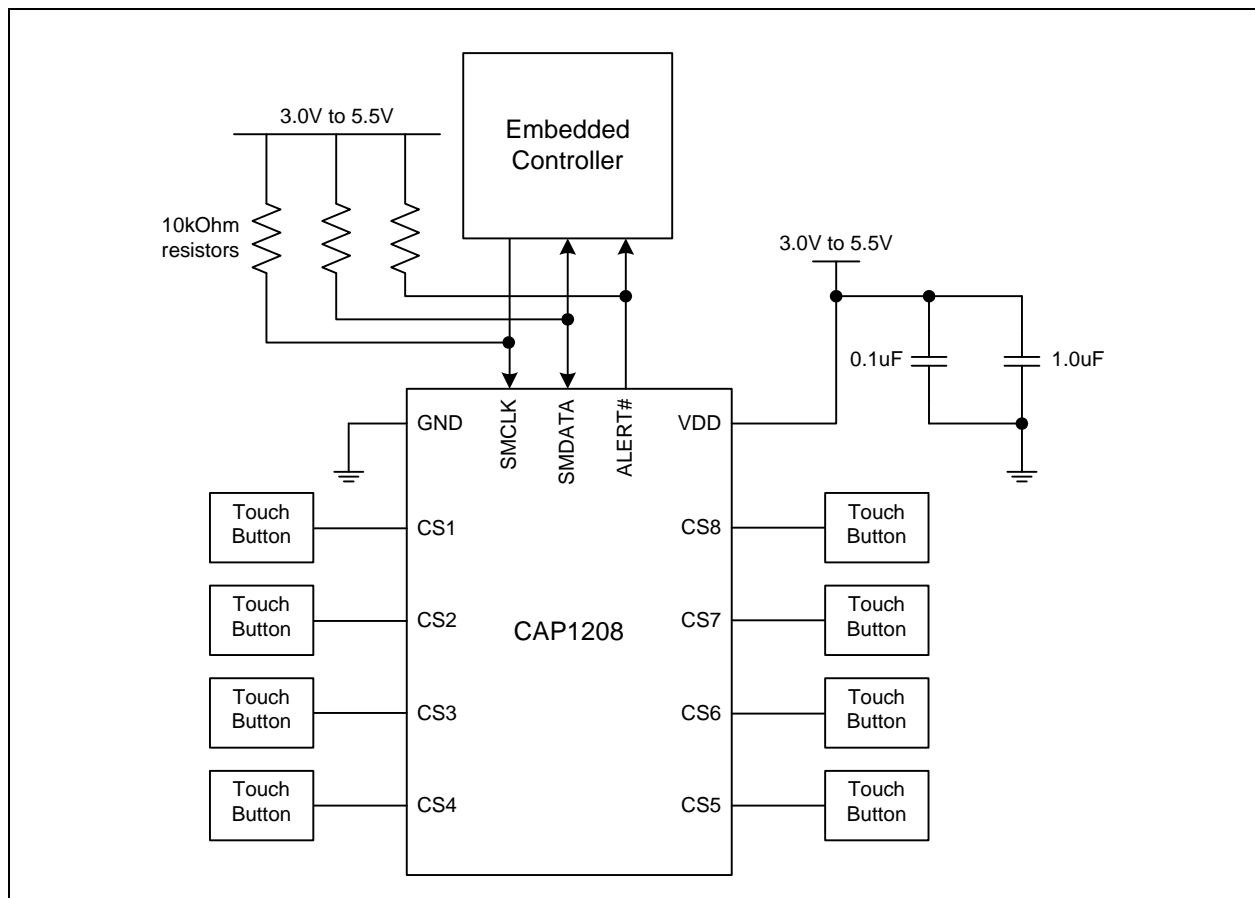 Embedded
Controller
3.0V to 5.5V
10kOhm
resistors
3.0V to 5.5V
0.1uF
1.0uF
GND
SMCLK
SMDATA
ALERT#
VDD
Touch
Button
CS1
CS8
Touch
Button
Touch
Button
CS2
CAP1208
CS7
Touch
Button
Touch
Button
CS3
CS6
Touch
Button
Touch
Button
CS4
CS5
Touch
Button